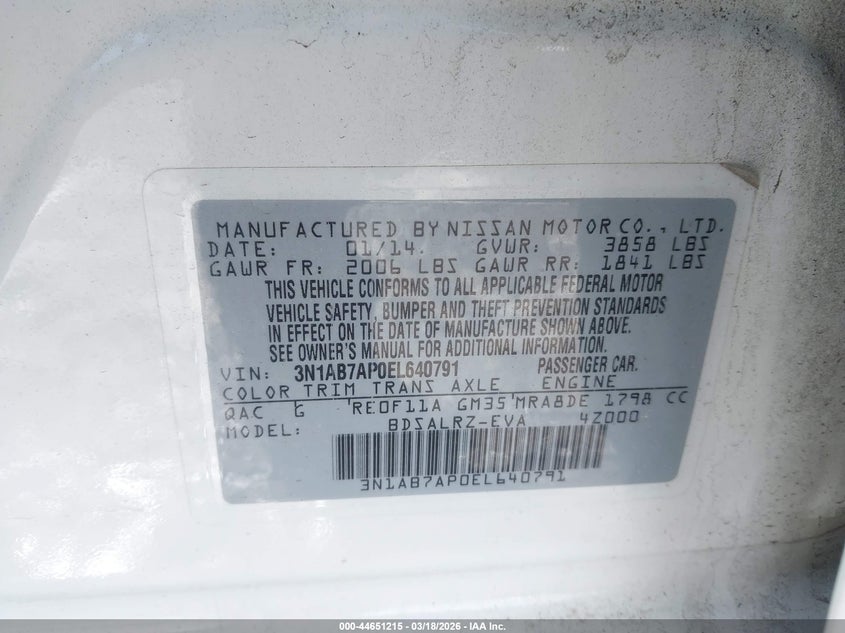 MANUFACTURED BY NISSAN MOTOR CO., LTD.
DATE: 01/14. GVWR: 3858 LBS
GAWR FR: 2006 LBS GAWR RR: 1841 LBS
THIS VEHICLE CONFORMS TO ALL APPLICABLE FEDERAL MOTOR
VEHICLE SAFETY, BUMPER AND THEFT PREVENTION STANDARDS
IN EFFECT ON THE DATE OF MANUFACTURE SHOWN ABOVE.
SEE OWNER'S MANUAL FOR ADDITIONAL INFORMATION.
VIN: 3N1AB7AP0EL640791 PASSENGER CAR.
COLOR TRIM TRANS AXLE ENGINE
QAC G RE0F11A GM35 MRA8DE 1798 CC
MODEL: BDSALRZ-EVA 4Z000
3N1AB7AP0EL640791
000-44651215 - 03/18/2026 - IAA Inc.